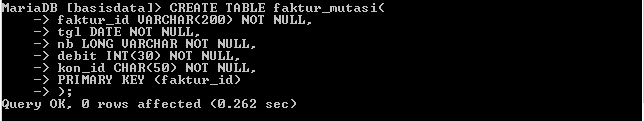 MariaDB [basisdata]> CREATE TABLE faktur_mutasi(
-> faktur_id VARCHAR(200) NOT NULL,
-> tgl DATE NOT NULL,
-> nb LONG VARCHAR NOT NULL,
-> debit INT(30) NOT NULL,
-> kon_id CHAR(50) NOT NULL,
-> PRIMARY KEY (faktur_id)
-> );
Query OK, 0 rows affected (0.262 sec)